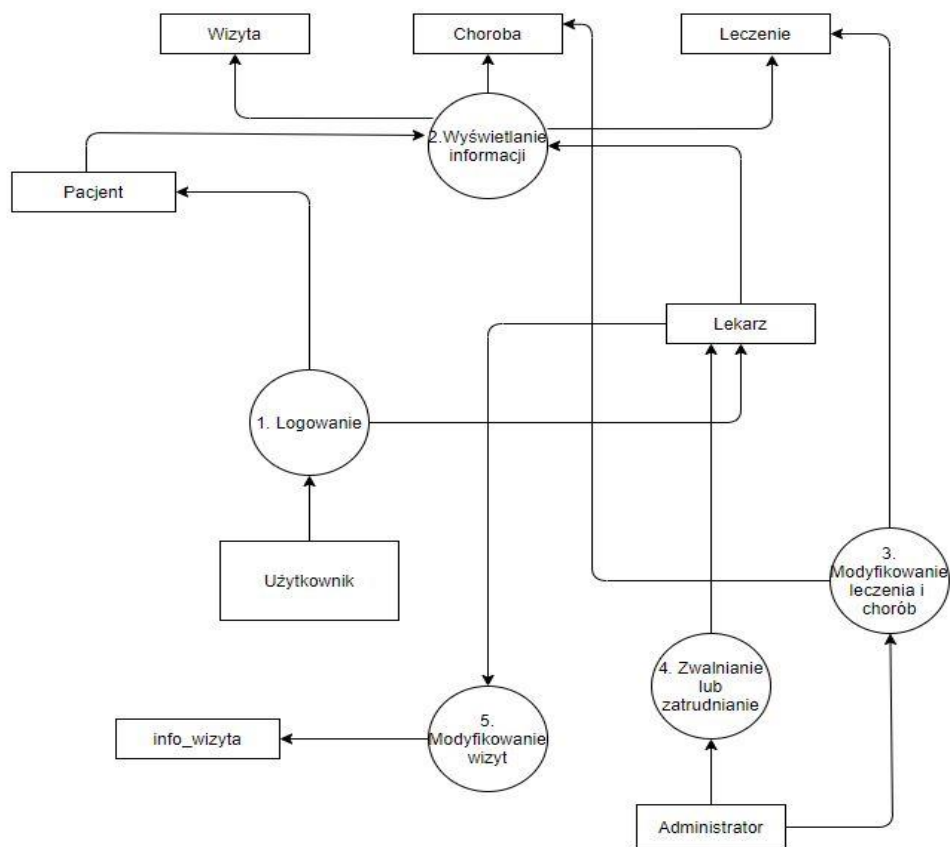 Wizyta
Choroba
Leczenie
2.Wyświetlanie
informacji
Pacjent
Lekarz
1. Logowanie
Użytkownik
3.
Modyfikowanie
leczenia i
chorób
4. Zwalnianie
lub
zatrudnianie
5.
Modyfikowanie
wizyt
info_wizyta
Administrator